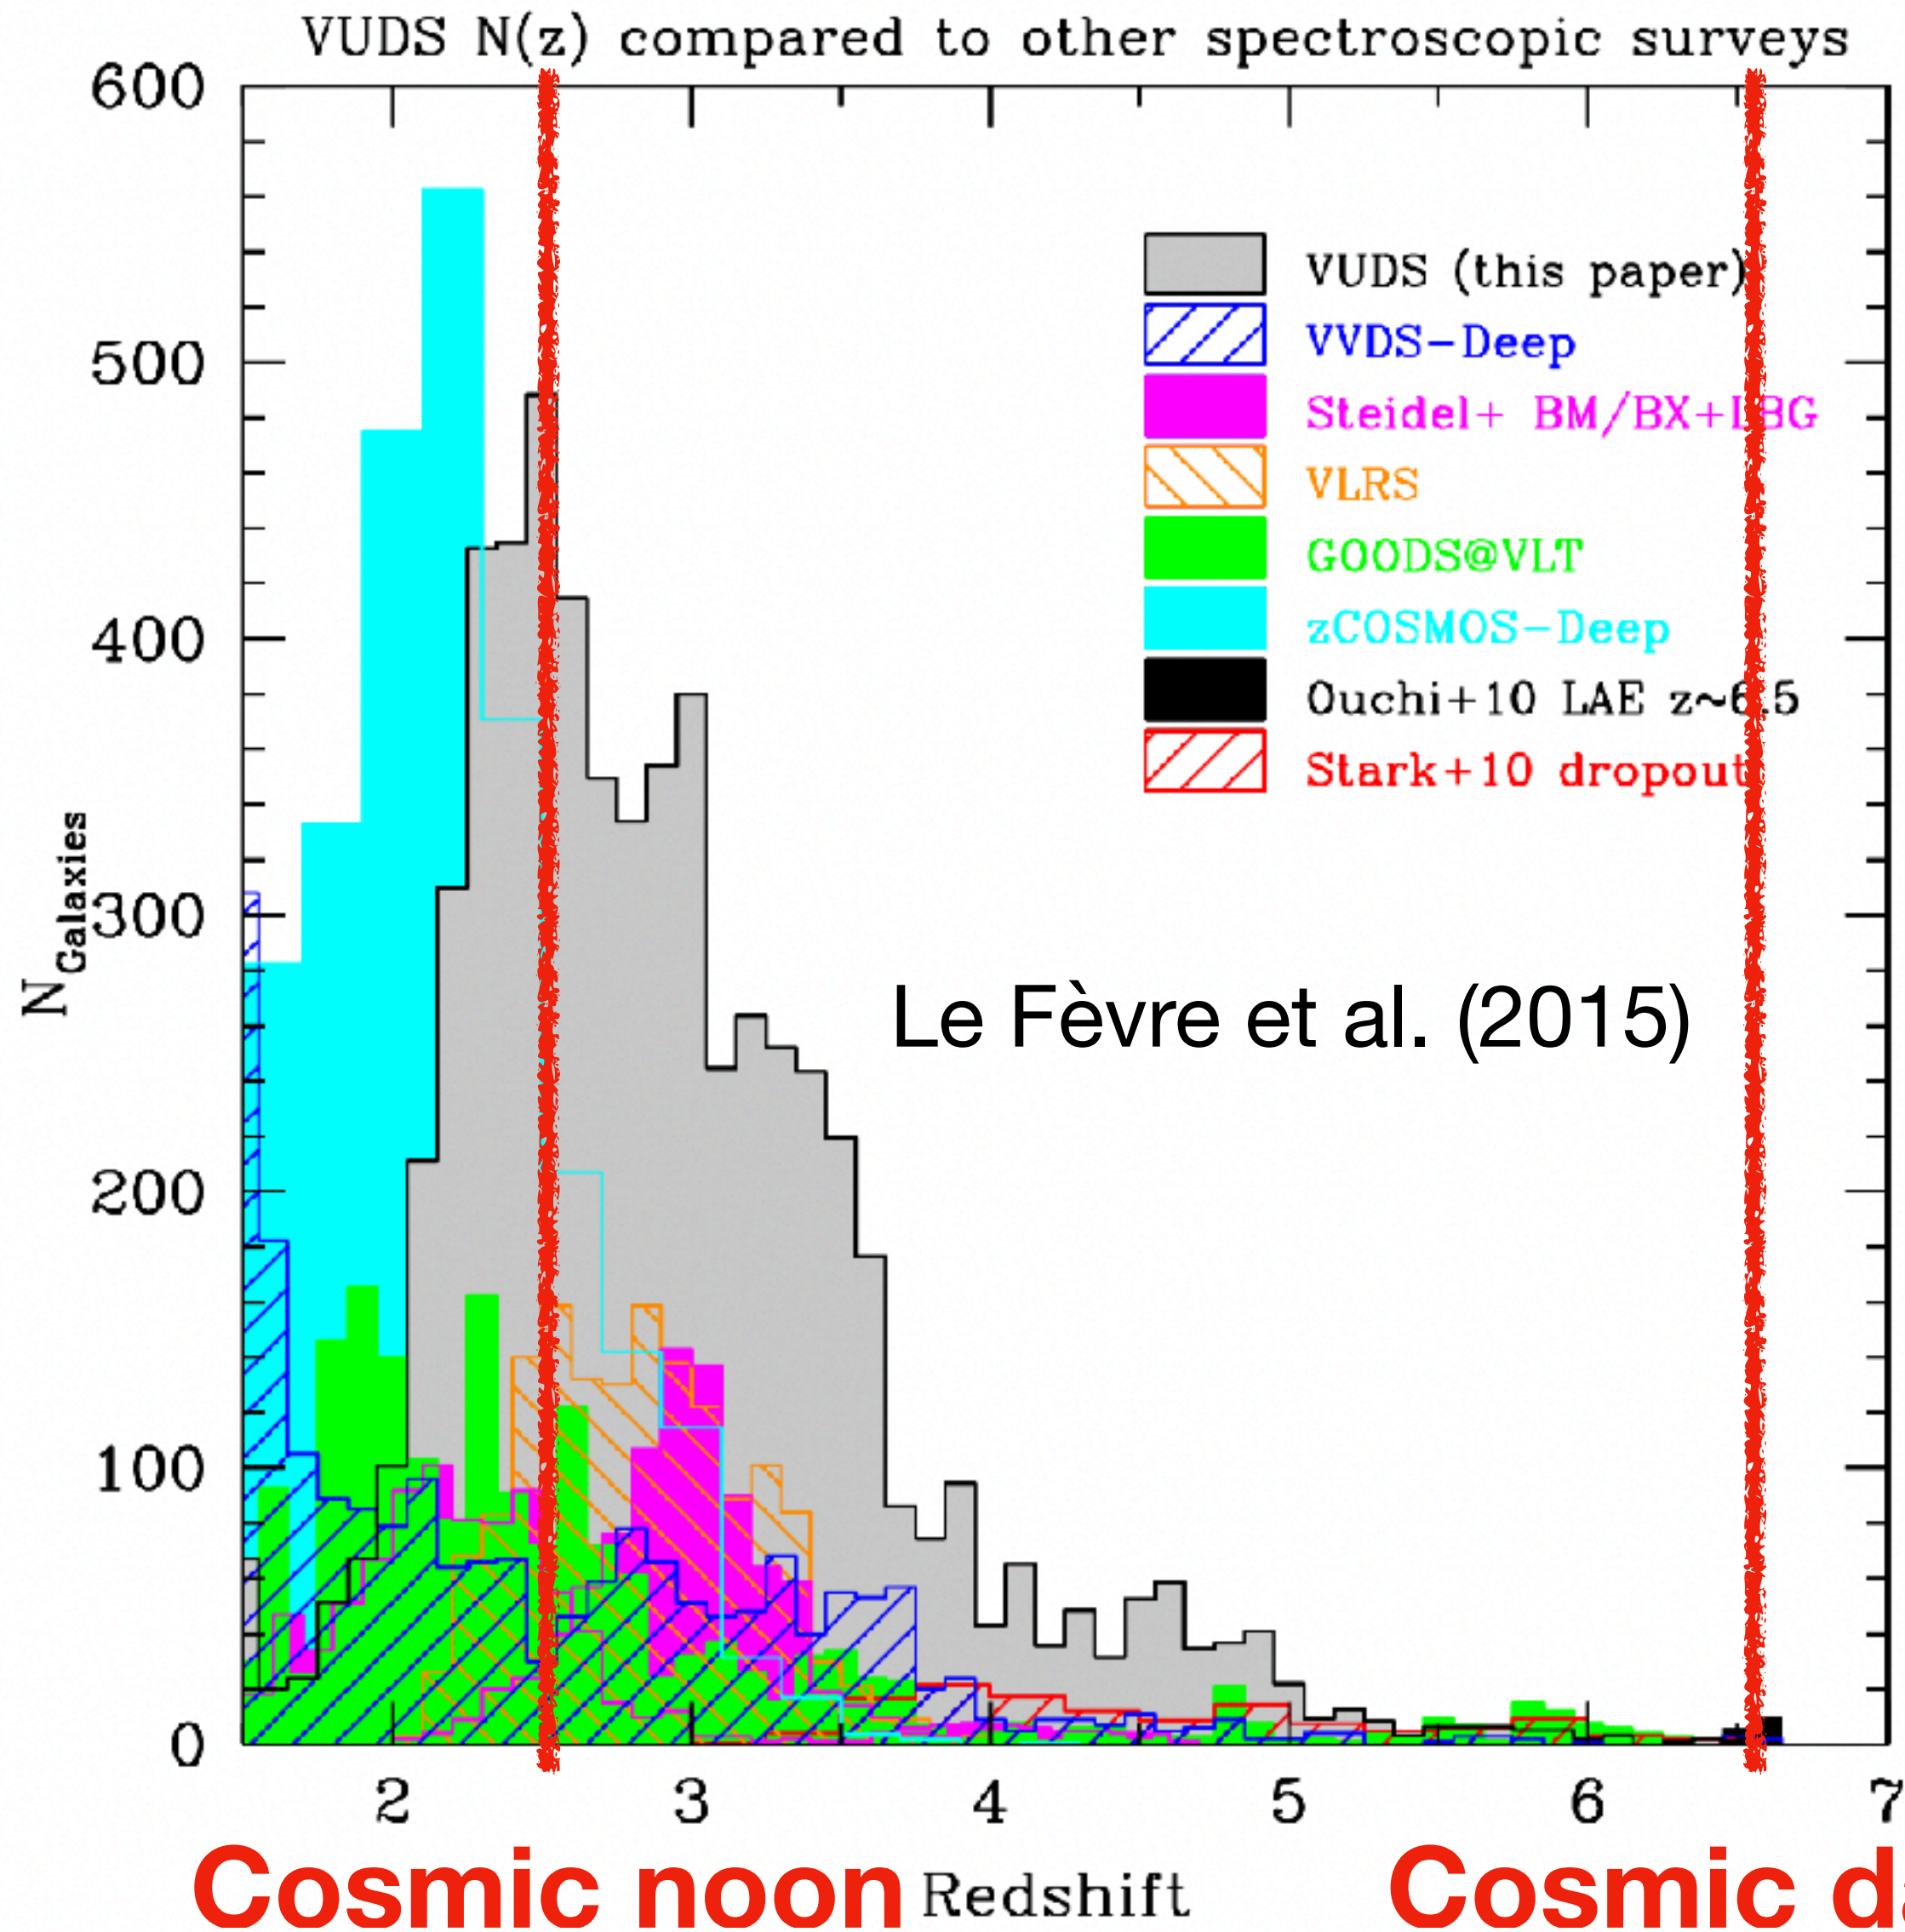 VUDS N(z) compared to other spectroscopic surveys
600
500
400
300
200
100
0
N Galaxies
VUDS (this paper)
VVDS-Deep
Steidel+ BM/BX+LBG
VLRS
GOODS@VLT
zCOSMOS-Deep
Ouchi+10 LAE z~6.5
Stark+10 dropout
Le Fèvre et al. (2015)
2 3 4 5 6 7
Redshift
Cosmic noon
Cosmic